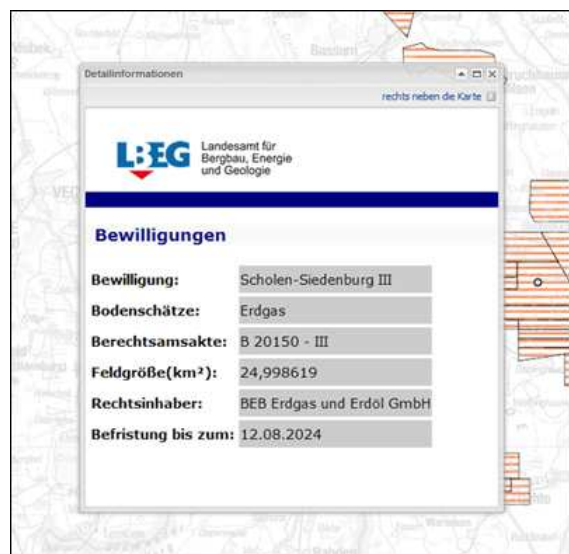 Bassum
Detailinformationen
rechts neben die Karte
LBEG Landesamt für
Bergbau, Energie
und Geologie
Bewilligungen
Bewilligung: Scholen-Siedenburg III
Bodenschätze: Erdgas
Berechtsamsakte: B 20150 - III
Feldgröße(km²): 24,998619
Rechtsinhaber: BEB Erdgas und Erdöl GmbH
Befristung bis zum: 12.08.2024